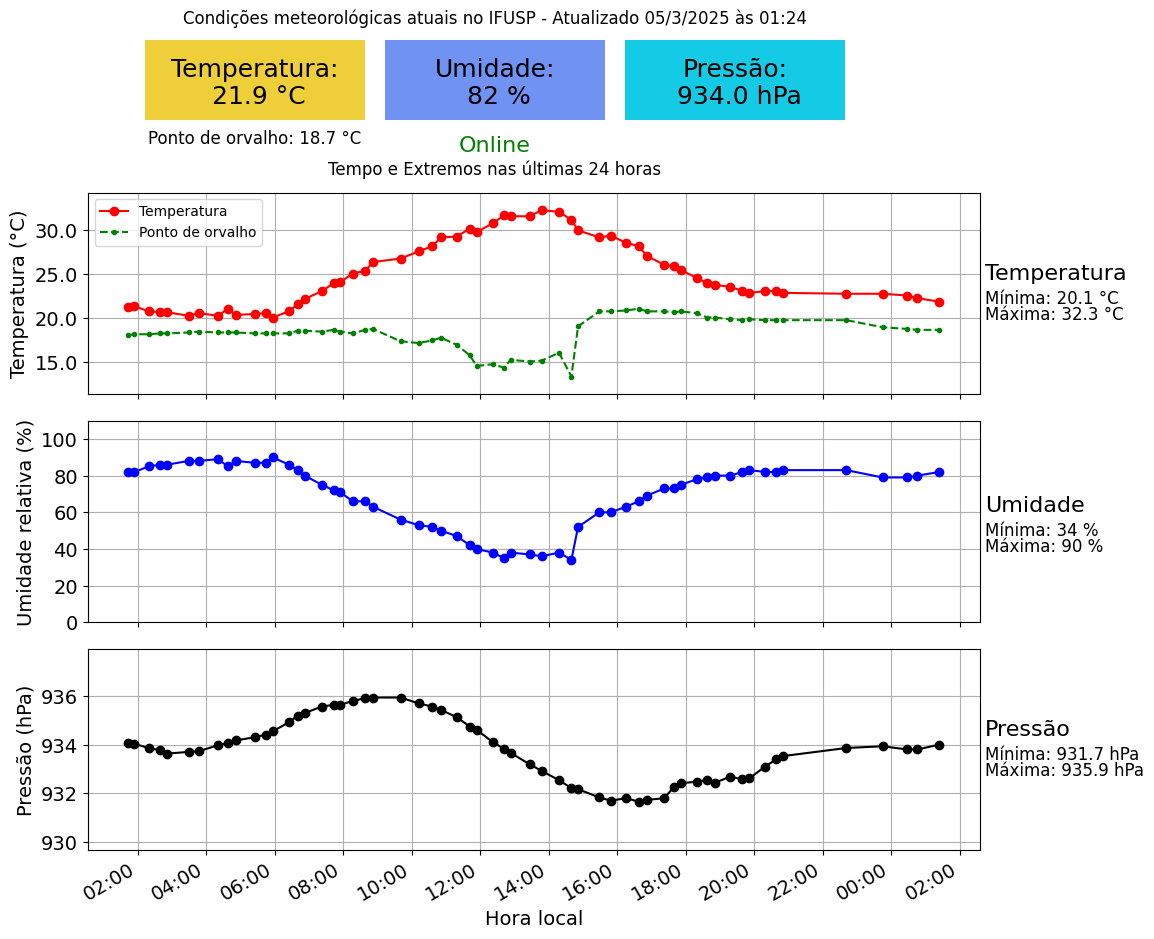 Condições meteorológicas atuais no IFUSP - Atualizado 05/3/2025 às 01:24
Temperatura:
21.9 °C
Umidade:
82 %
Pressão:
934.0 hPa
Ponto de orvalho: 18.7 °C
Online
Tempo e Extremos nas últimas 24 horas
Temperatura (°C)
30.0
25.0
20.0
15.0
Temperatura
Ponto de orvalho
Temperatura
Mínima: 20.1 °C
Máxima: 32.3 °C
Umidade relativa (%)
100
80
60
40
20
0
Umidade
Mínima: 34 %
Máxima: 90 %
Pressão (hPa)
936
934
932
930
Pressão
Mínima: 931.7 hPa
Máxima: 935.9 hPa
02:00 04:00 06:00 08:00 10:00 12:00 14:00 16:00 18:00 20:00 22:00 00:00 02:00
Hora local